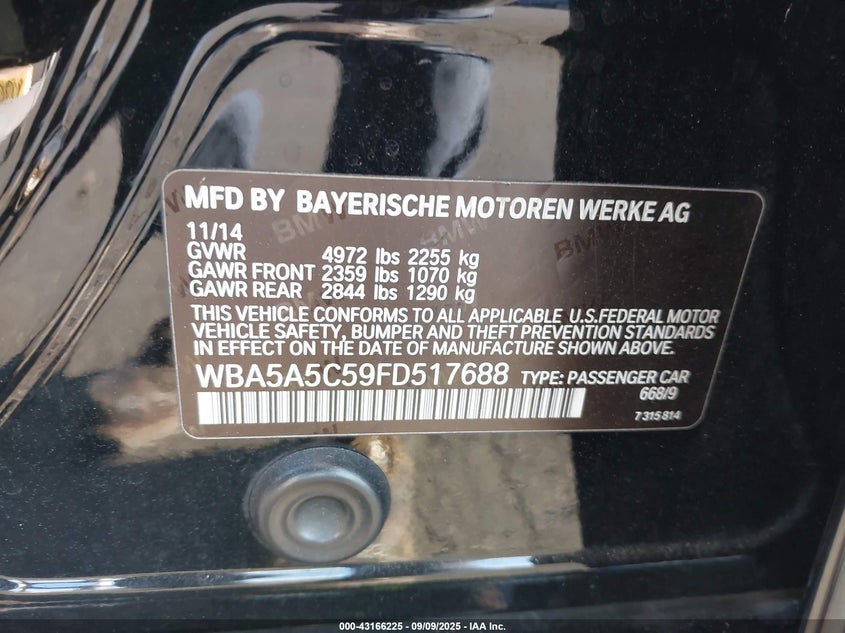 MFD BY BAYERISCHE MOTOREN WERKE AG
11/14
GVWR 4972 lbs 2255 kg
GAWR FRONT 2359 lbs 1070 kg
GAWR REAR 2844 lbs 1290 kg
THIS VEHICLE CONFORMS TO ALL APPLICABLE U.S.FEDERAL MOTOR
VEHICLE SAFETY, BUMPER AND THEFT PREVENTION STANDARDS
IN EFFECT ON THE DATE OF MANUFACTURE SHOWN ABOVE.
WBA5A5C59FD517688 TYPE: PASSENGER CAR
668/9
7315814
000-43166225 - 09/09/2025 - IAA Inc.